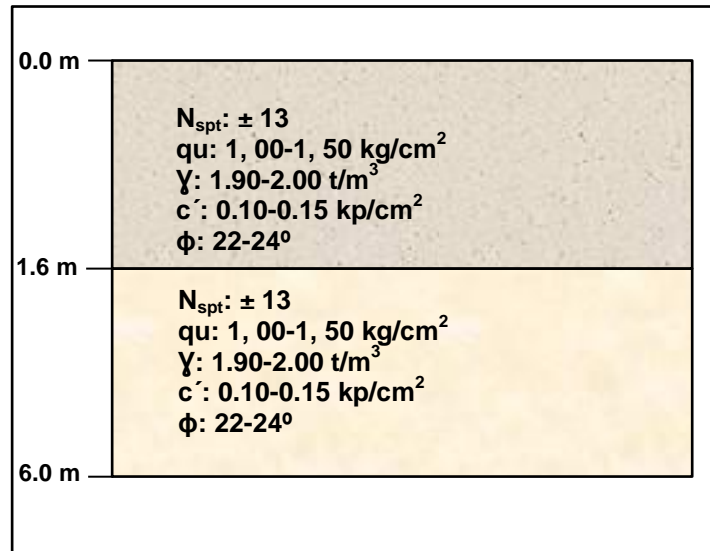 0.0 m
N_spt: ± 13
qu: 1, 00-1, 50 kg/cm²
Ɣ: 1.90-2.00 t/m³
c´: 0.10-0.15 kp/cm²
ϕ: 22-24º
1.6 m
N_spt: ± 13
qu: 1, 00-1, 50 kg/cm²
Ɣ: 1.90-2.00 t/m³
c´: 0.10-0.15 kp/cm²
ϕ: 22-24º
6.0 m